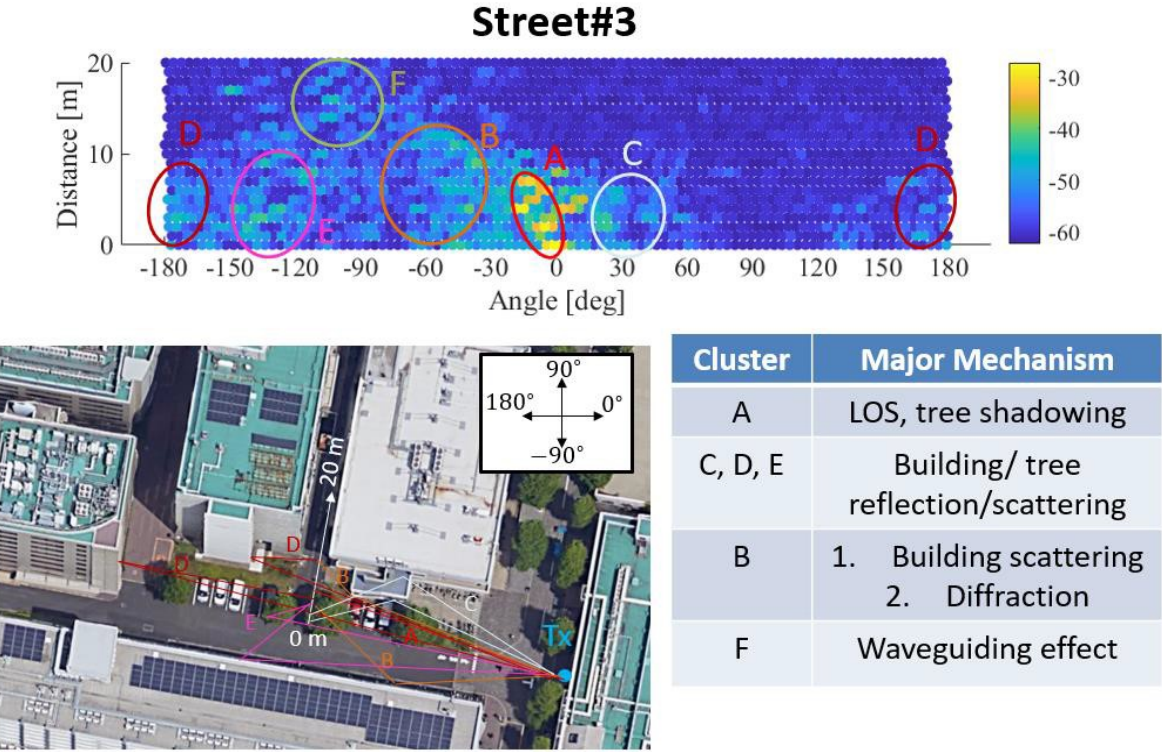 Street#3
20
10
0
Distance [m]
D
E
F
B
A
C
D
-180 -150 -120 -90 -60 -30 0 30 60 90 120 150 180
Angle [deg]
-30
-40
-50
-60
90°
180° 0°
−90°
20 m
D
D
B
C
E
0 m
A
B
Tx
Cluster Major Mechanism
A LOS, tree shadowing
C, D, E Building/ tree
reflection/scattering
B 1. Building scattering
2. Diffraction
F Waveguiding effect